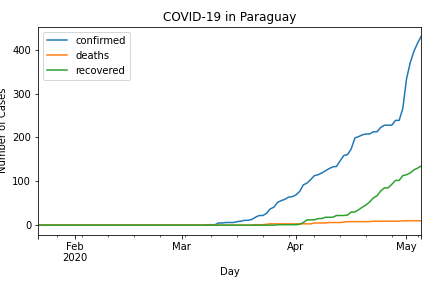 COVID-19 in Paraguay
confirmed
deaths
recovered
400
300
200
100
0
Number of Cases
Feb
2020
Mar
Apr
May
Day